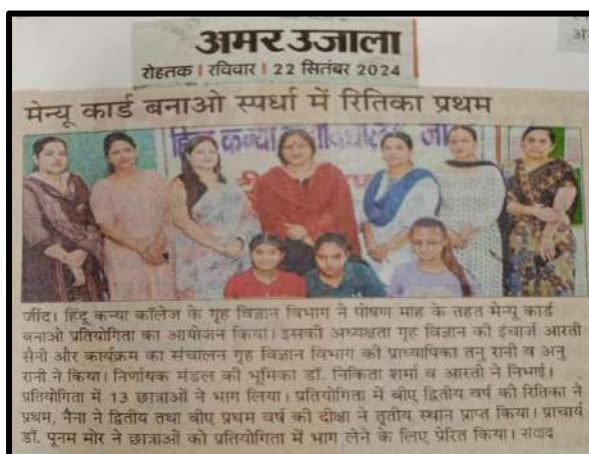 अमर उजाला
रोहतक। रविवार। 22 सितंबर 2024
मेन्यू कार्ड बनाओ स्पर्धा में रितिका प्रथम
हिन्दू कन्या
जींद। हिंदू कन्या कॉलेज के गृह विज्ञान विभाग ने पोषण माह के तहत मेन्यू कार्ड
बनाओ प्रतियोगिता का आयोजन किया। इसकी अध्यक्षता गृह विज्ञान की इंचार्ज आरती
सैनी और कार्यक्रम का संचालन गृह विज्ञान विभाग की प्राध्यापिका तनु रानी व अनु
रानी ने किया। निर्णायक मंडल की भूमिका डॉ. निकिता शर्मा व आरती ने निभाई।
प्रतियोगिता में 13 छात्राओं ने भाग लिया। प्रतियोगिता में बीए द्वितीय वर्ष की रितिका ने
प्रथम, नैना ने द्वितीय तथा बीए प्रथम वर्ष की दीक्षा ने तृतीय स्थान प्राप्त किया। प्राचार्य
डॉ. पूनम मोर ने छात्राओं को प्रतियोगिता में भाग लेने के लिए प्रेरित किया। संवाद